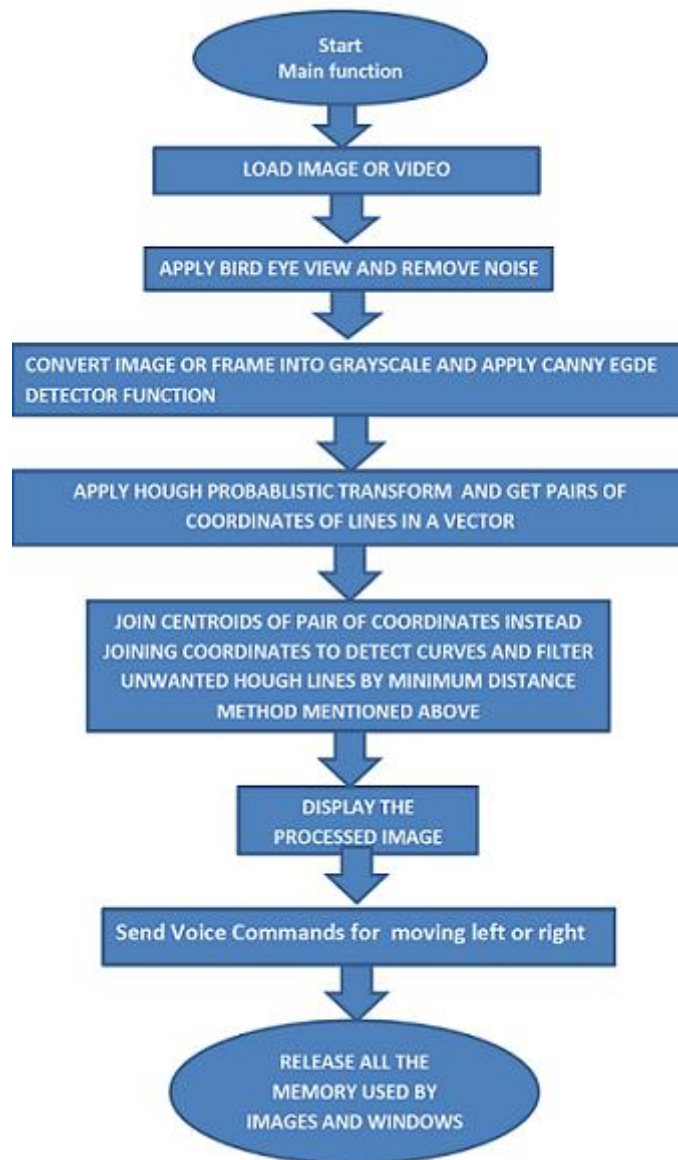 Start
Main function
LOAD IMAGE OR VIDEO
APPLY BIRD EYE VIEW AND REMOVE NOISE
CONVERT IMAGE OR FRAME INTO GRAYSCALE AND APPLY CANNY EGDE
DETECTOR FUNCTION
APPLY HOUGH PROBABLISTIC TRANSFORM AND GET PAIRS OF
COORDINATES OF LINES IN A VECTOR
JOIN CENTROIDS OF PAIR OF COORDINATES INSTEAD
JOINING COORDINATES TO DETECT CURVES AND FILTER
UNWANTED HOUGH LINES BY MINIMUM DISTANCE
METHOD MENTIONED ABOVE
DISPLAY THE
PROCESSED IMAGE
Send Voice Commands for moving left or right
RELEASE ALL THE
MEMORY USED BY
IMAGES AND WINDOWS